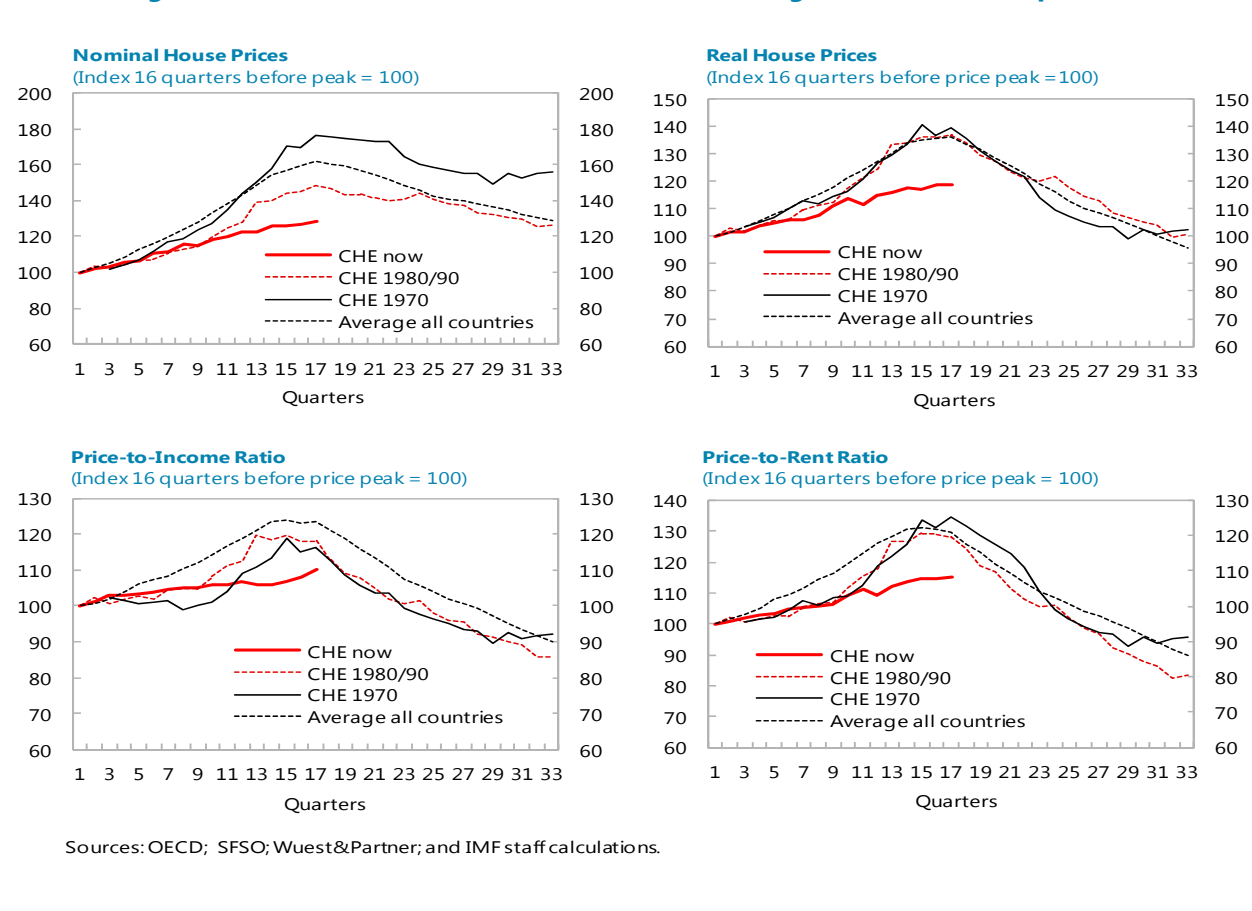 Nominal House Prices
(Index 16 quarters before peak = 100)
200 200
180 180
160 160
140 140
120 120
100 100
80 80
60 60
CHE now
CHE 1980/90
CHE 1970
Average all countries
1 3 5 7 9 11 13 15 17 19 21 23 25 27 29 31 33
Quarters
Real House Prices
(Index 16 quarters before price peak =100)
150 150
140 140
130 130
120 120
110 110
100 100
90 90
80 80
70 70
60 60
CHE now
CHE 1980/90
CHE 1970
Average all countries
1 3 5 7 9 11 13 15 17 19 21 23 25 27 29 31 33
Quarters
Price-to-Income Ratio
(Index 16 quarters before price peak = 100)
130 130
120 120
110 110
100 100
90 90
80 80
70 70
60 60
CHE now
CHE 1980/90
CHE 1970
Average all countries
1 3 5 7 9 11 13 15 17 19 21 23 25 27 29 31 33
Quarters
Price-to-Rent Ratio
(Index 16 quarters before price peak = 100)
140 130
130 120
120 110
110 100
100 90
90 80
80 70
70 60
60
CHE now
CHE 1980/90
CHE 1970
Average all countries
1 3 5 7 9 11 13 15 17 19 21 23 25 27 29 31 33
Quarters
Sources: OECD; SFSO; Wuest&Partner; and IMF staff calculations.